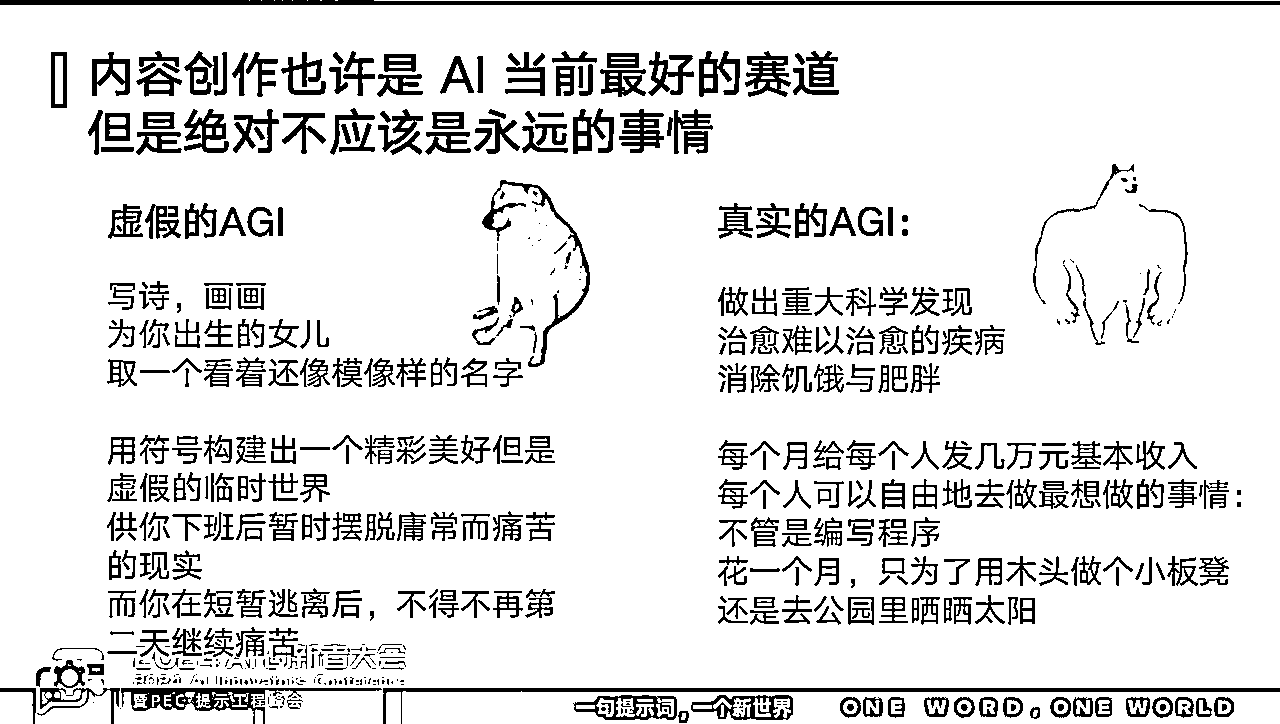 内容创作也许是 AI 当前最好的赛道
但是绝对不应该是永远的事情
虚假的AGI
写诗，画画
为你出生的女儿
取一个看着还像模像样的名字
用符号构建出一个精彩美好但是
虚假的临时世界
供你下班后暂时摆脱庸常而痛苦
的现实
而你在短暂逃离后，不得不再第
二天继续痛苦
真实的AGI：
做出重大科学发现
治愈难以治愈的疾病
消除饥饿与肥胖
每个月给每个人发几万元基本收入
每个人可以自由地去做最想做的事情：
不管是编写程序
花一个月，只为了用木头做个小板凳
还是去公园里晒晒太阳
创新者大会
AI Innovators Conference
暨PEC·提示工程峰会
一句提示词，一个新世界
ONE WORD, ONE WORLD